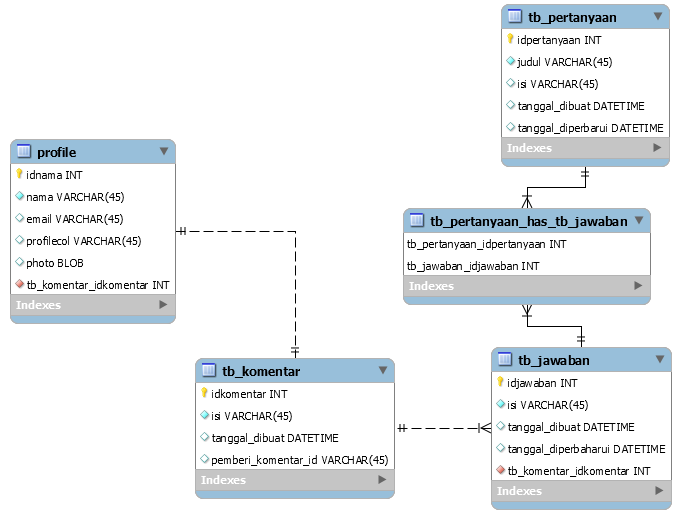 tb_pertanyaan
idpertanyaan INT
judul VARCHAR(45)
isi VARCHAR(45)
tanggal_dibuat DATETIME
tanggal_diperbarui DATETIME
Indexes
profile
idnama INT
nama VARCHAR(45)
email VARCHAR(45)
profilecol VARCHAR(45)
photo BLOB
tb_komentar_idkomentar INT
Indexes
tb_pertanyaan_has_tb_jawaban
tb_pertanyaan_idpertanyaan INT
tb_jawaban_idjawaban INT
Indexes
tb_komentar
idkomentar INT
isi VARCHAR(45)
tanggal_dibuat DATETIME
pemberi_komentar_id VARCHAR(45)
Indexes
tb_jawaban
idjawaban INT
isi VARCHAR(45)
tanggal_dibuat DATETIME
tanggal_diperbaharui DATETIME
tb_komentar_idkomentar INT
Indexes